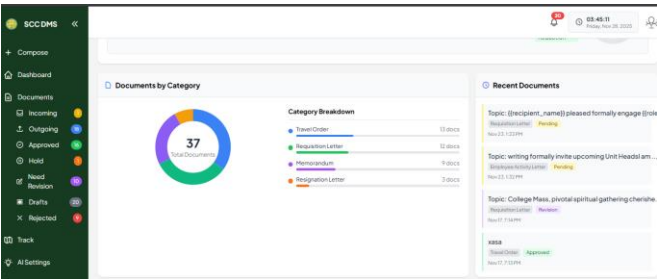 SCC DMS
30
03:45:11
Friday, Nov 28, 2025
Compose
Dashboard
Documents
Incoming
Outgoing
Approved
Hold
Need Revision
10
Drafts
20
Rejected
Track
AI Settings
Documents by Category
37
Total Documents
Category Breakdown
Travel Order 13 docs
Requisition Letter 12 docs
Memorandum 9 docs
Resignation Letter 3 docs
Recent Documents
Topic: {{recipient_name}} pleased formally engage {{role
Requisition Letter Pending
Nov 23, 1:33 PM
Topic: writing formally invite upcoming Unit Heads I am ...
Employee Activity Letter Pending
Nov 23, 1:31 PM
Topic: College Mass, pivotal spiritual gathering cherishe.
Requisition Letter Revision
Nov 17, 7:14 PM
xasa
Travel Order Approved
Nov 17, 7:13 PM